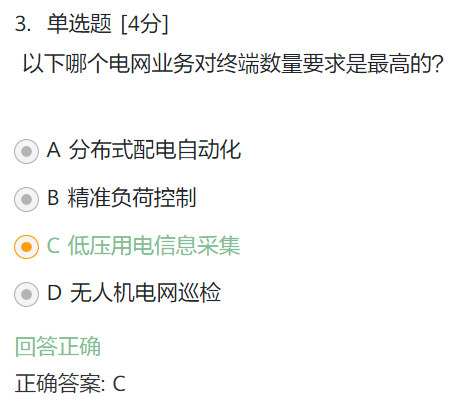 3. 单选题 [4分]
以下哪个电网业务对终端数量要求是最高的?
A 分布式配电自动化
B 精准负荷控制
C 低压用电信息采集
D 无人机电网巡检
回答正确
正确答案: C